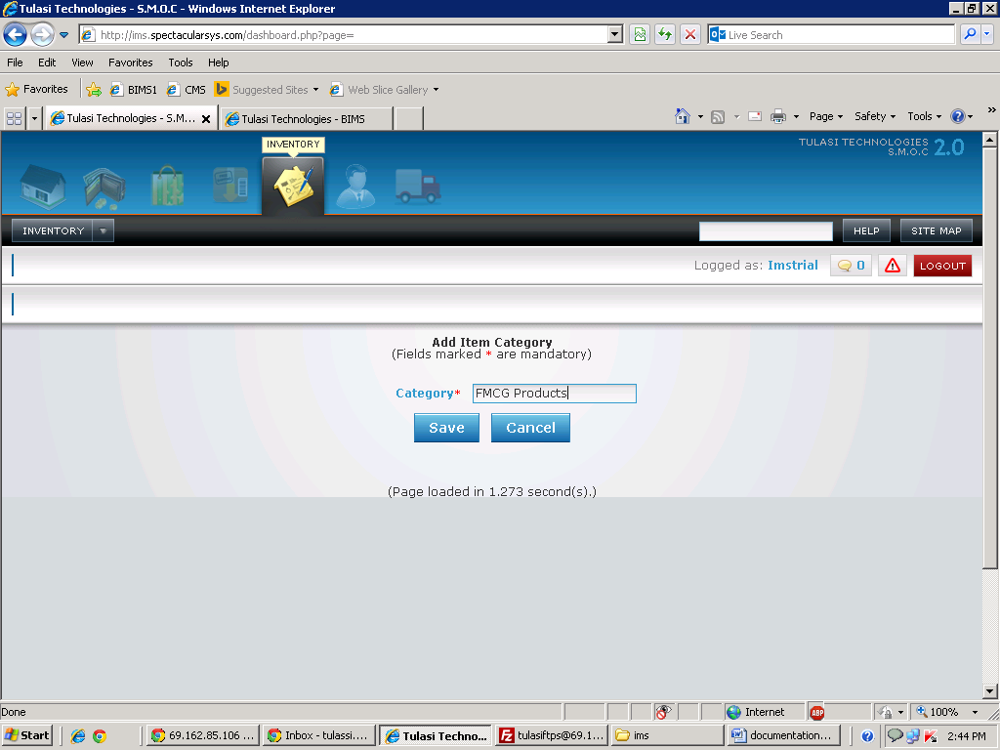 Tulasi Technologies - S.M.O.C - Windows Internet Explorer
http://ims.spectacularsys.com/dashboard.php?page=
Live Search
File Edit View Favorites Tools Help
Favorites BIMS1 CMS Suggested Sites Web Slice Gallery
Tulasi Technologies - S.M... Tulasi Technologies - BIMS Page Safety Tools »
INVENTORY
TULASI TECHNOLOGIES
S.M.O.C 2.0
INVENTORY HELP SITE MAP
Logged as: Imstrial 0 LOGOUT
Add Item Category
(Fields marked * are mandatory)
Category* FMCG Products
Save Cancel
(Page loaded in 1.273 second(s).)
Done Internet ABP 100%
Start 69.162.85.106 ... Inbox - tulassi.... Tulasi Techno... tulasiftps@69.1... ims documentation... 2:44 PM